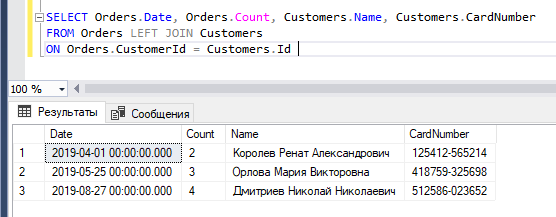 SELECT Orders.Date, Orders.Count, Customers.Name, Customers.CardNumber
FROM Orders LEFT JOIN Customers
ON Orders.CustomerId = Customers.Id
100 %
Результаты Сообщения
Date Count Name CardNumber
1 2019-04-01 00:00:00.000 2 Королев Ренат Александрович 125412-565214
2 2019-05-25 00:00:00.000 3 Орлова Мария Викторовна 418759-325698
3 2019-08-27 00:00:00.000 4 Дмитриев Николай Николаевич 512586-023652